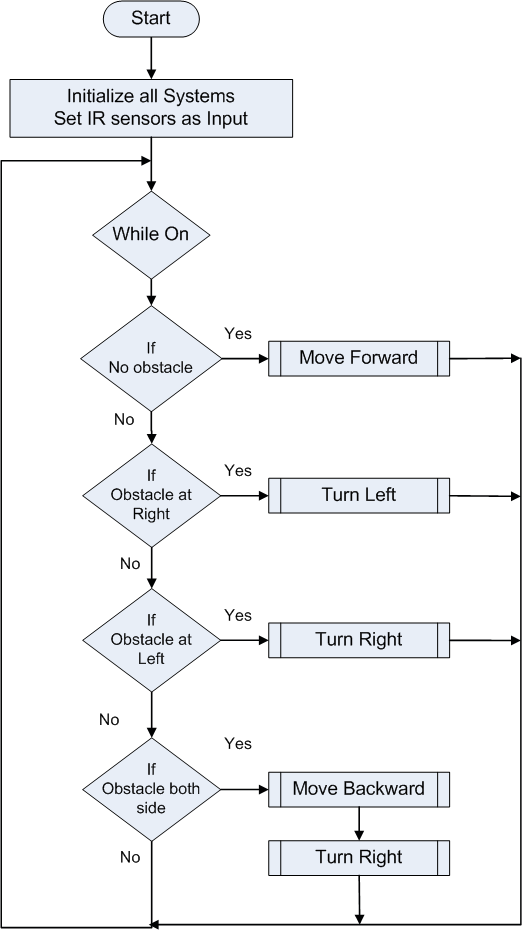 Start
Initialize all Systems
Set IR sensors as Input
While On
If
No obstacle
Yes
Move Forward
No
If
Obstacle at
Right
Yes
Turn Left
No
If
Obstacle at
Left
Yes
Turn Right
No
If
Obstacle both
side
Yes
Move Backward
Turn Right
No